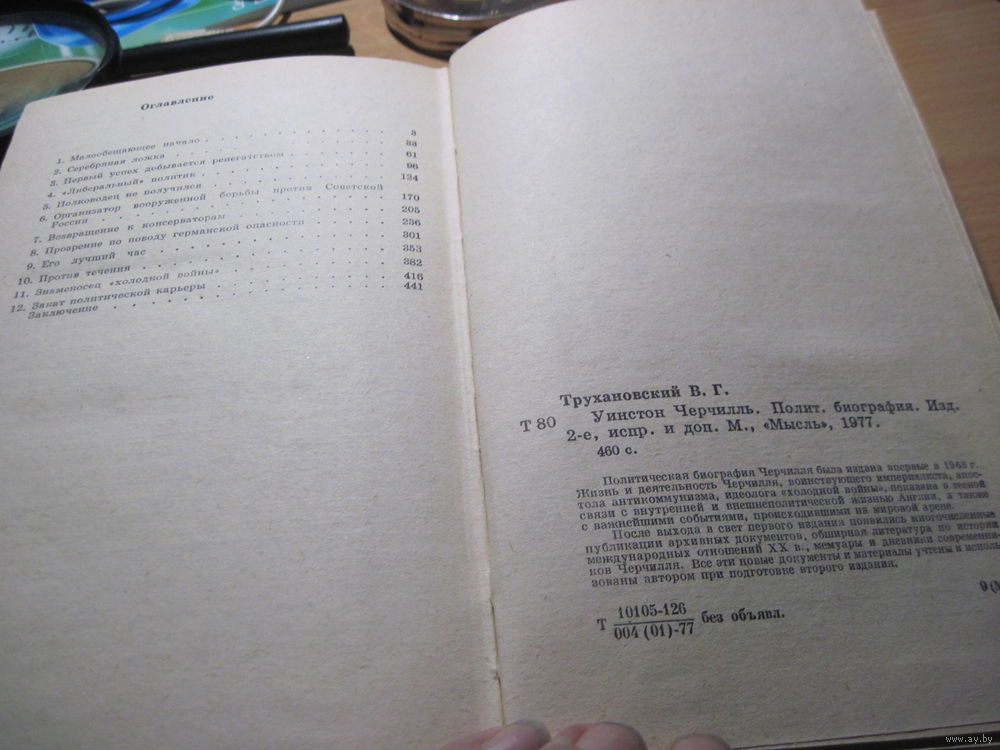 Оглавление
1. Малообещающее начало . . . . . . . . . . . 3
2. Серебряная ложка . . . . . . . . . . . 33
3. Первый успех добывается ренегатством . . . . . . 61
4. «Либеральный» политик . . . . . . . . . . 96
5. Полководец не получился . . . . . . . . . . 124
6. Организатор вооруженной борьбы против Советской
России . . . . . . . . . . . . . . 170
7. Возвращение к консерваторам . . . . . . . . . 205
8. Прозрение по поводу германской опасности . . . . . 236
9. Его лучший час . . . . . . . . . . . . 301
10. Против течения . . . . . . . . . . . . 353
11. Знаменосец «холодной войны» . . . . . . . . . 382
12. Закат политической карьеры . . . . . . . . . 416
Заключение . . . . . . . . . . . . . 441
Трухановский В. Г.
Т 80 Уинстон Черчилль. Полит. биография. Изд.
2-е, испр. и доп. М., «Мысль», 1977.
460 с.
Политическая биография Черчилля была издана впервые в 1968 г.
Жизнь и деятельность Черчилля, воинствующего империалиста, апос-
тола антикоммунизма, идеолога «холодной войны», показана в тесной
связи с внутренней и внешнеполитической жизнью Англии, а также
с важнейшими событиями, происходившими на мировой арене.
После выхода в свет первого издания появились многочисленные
публикации архивных документов, обширная литература по истории
международных отношений XX в., мемуары и дневники современни-
ков Черчилля. Все эти новые документы и материалы учтены и исполь-
зованы автором при подготовке второго издания.
Т 10105-126
004 (01)-77 без объявл.
9(М
www.ay.by